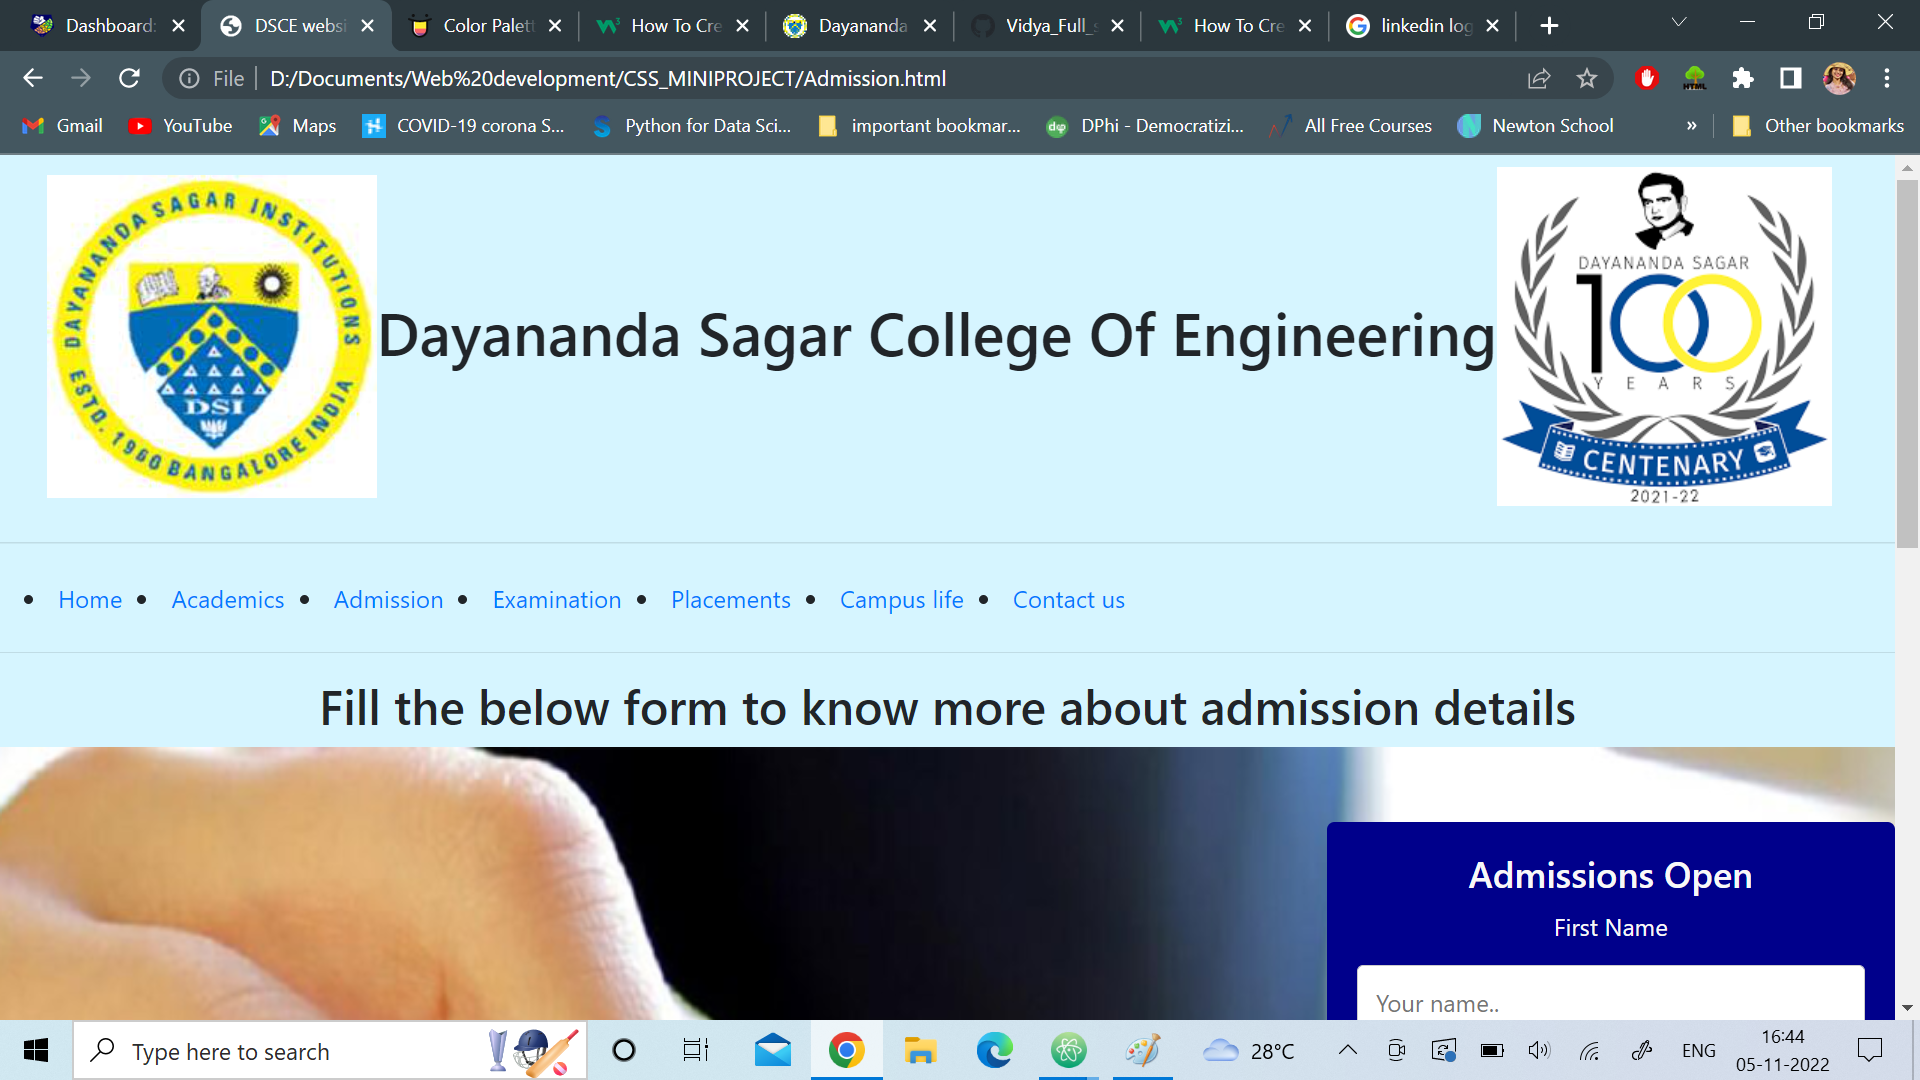 Dashboard: DSCE websi Color Palett How To Cre Dayananda Vidya_Full_s How To Cre linkedin log
File D:/Documents/Web%20development/CSS_MINIPROJECT/Admission.html
HTML
Gmail YouTube Maps COVID-19 corona S... Python for Data Sci... important bookmar... DPhi - Democratizi... All Free Courses Newton School » Other bookmarks
DAYANANDA SAGAR INSTITUTIONS
DSI
ESTD. 1960 BANGALORE INDIA
Dayananda Sagar College Of Engineering
DAYANANDA SAGAR
100
YEARS
CENTENARY
2021-22
Home Academics Admission Examination Placements Campus life Contact us
Fill the below form to know more about admission details
Admissions Open
First Name
Your name..
Type here to search
28°C
ENG
16:44
05-11-2022